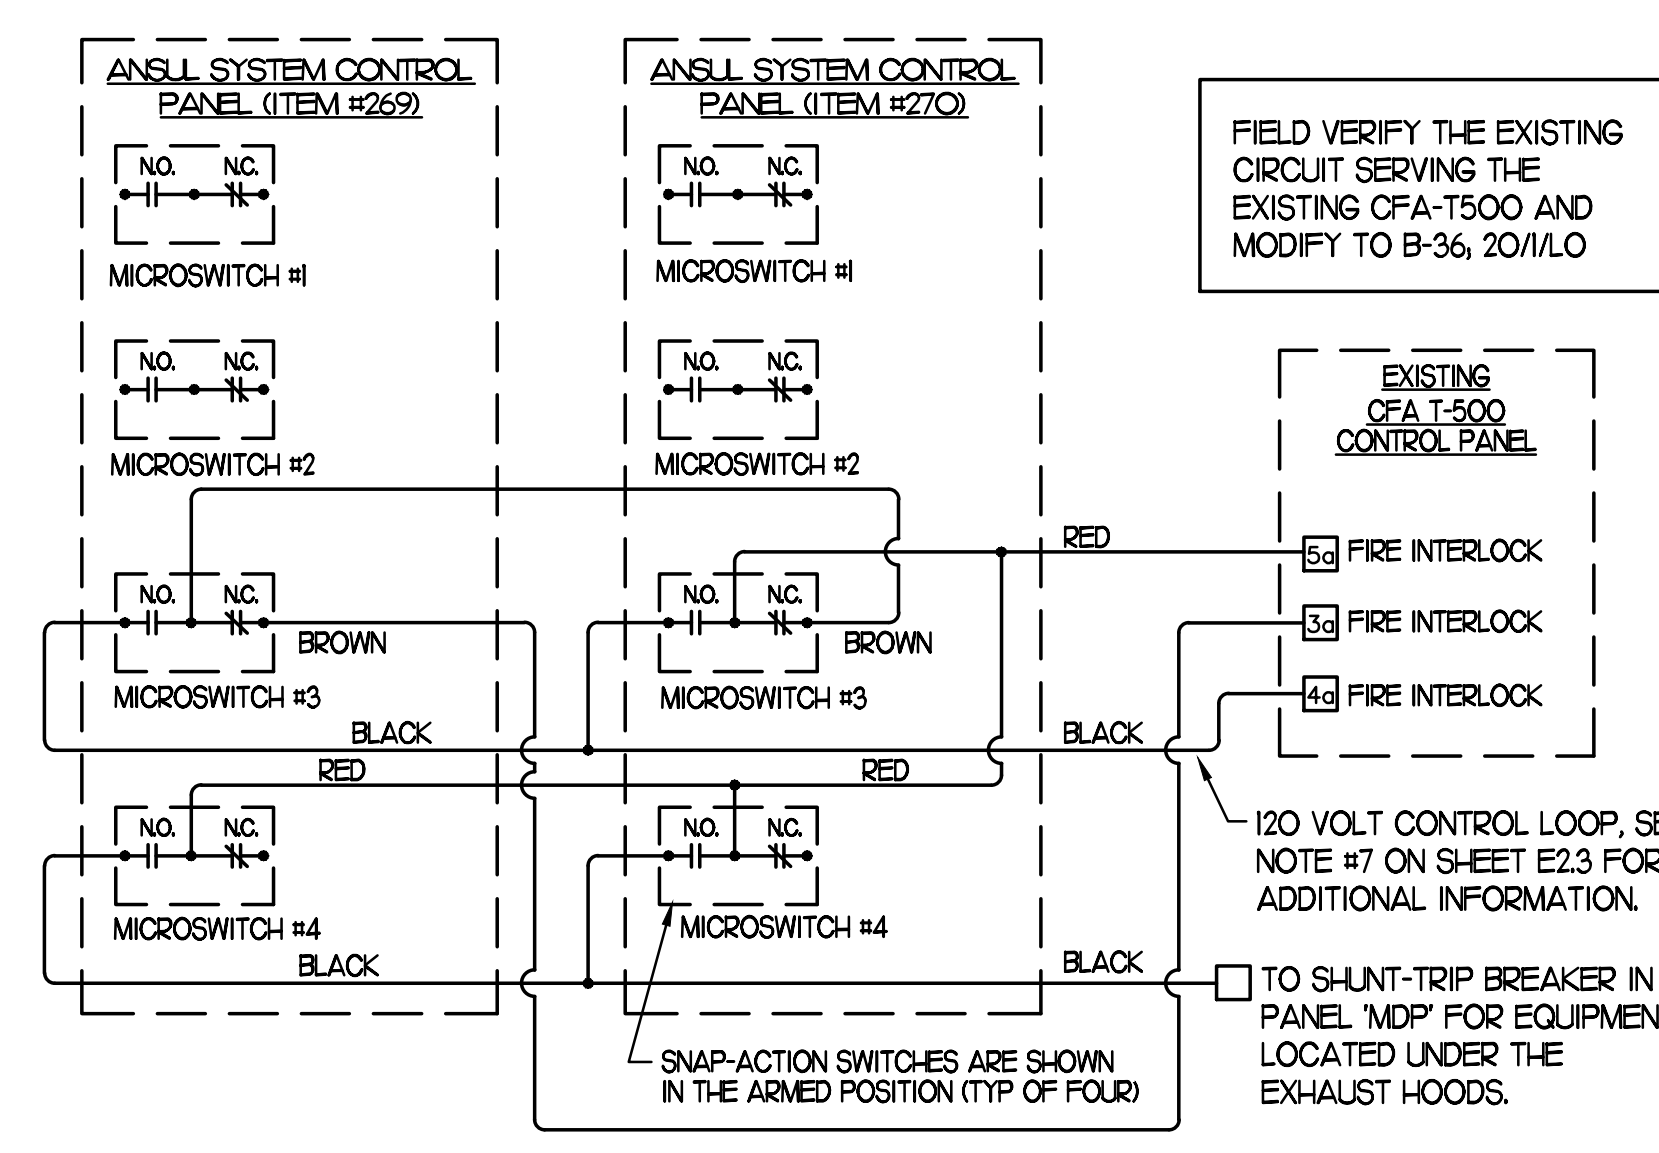 ANSUL SYSTEM CONTROL
PANEL (ITEM #269)
N.O. N.C.
MICROSWITCH #1
N.O. N.C.
MICROSWITCH #2
N.O. N.C.
BROWN
MICROSWITCH #3
BLACK
RED
N.O. N.C.
MICROSWITCH #4
BLACK
ANSUL SYSTEM CONTROL
PANEL (ITEM #270)
N.O. N.C.
MICROSWITCH #1
N.O. N.C.
MICROSWITCH #2
N.O. N.C.
BROWN
MICROSWITCH #3
RED
N.O. N.C.
MICROSWITCH #4
SNAP-ACTION SWITCHES ARE SHOWN
IN THE ARMED POSITION (TYP OF FOUR)
RED
BLACK
BLACK
FIELD VERIFY THE EXISTING
CIRCUIT SERVING THE
EXISTING CFA-T500 AND
MODIFY TO B-36; 20/1/LO
EXISTING
CFA T-500
CONTROL PANEL
5a FIRE INTERLOCK
3a FIRE INTERLOCK
4a FIRE INTERLOCK
120 VOLT CONTROL LOOP,
NOTE #7 ON SHEET E2.3 FOR
ADDITIONAL INFORMATION.
TO SHUNT-TRIP BREAKER IN
PANEL 'MDP' FOR EQUIPMEN
LOCATED UNDER THE
EXHAUST HOODS.